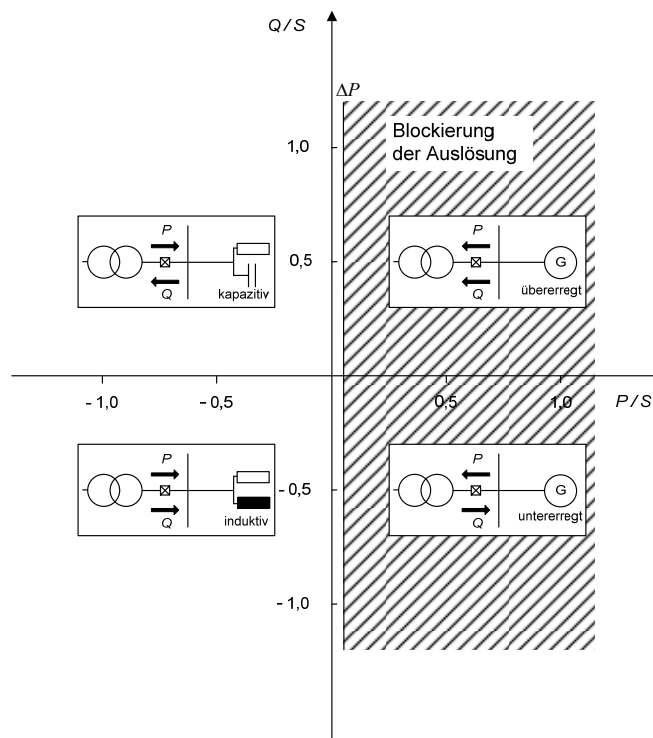 Q / S
ΔP
Blockierung
der Auslösung
1,0
P
Q
kapazitiv
0,5
P
Q
G
übererregt
- 1,0
- 0,5
0,5
1,0
P / S
P
Q
induktiv
- 0,5
P
Q
G
untererregt
- 1,0